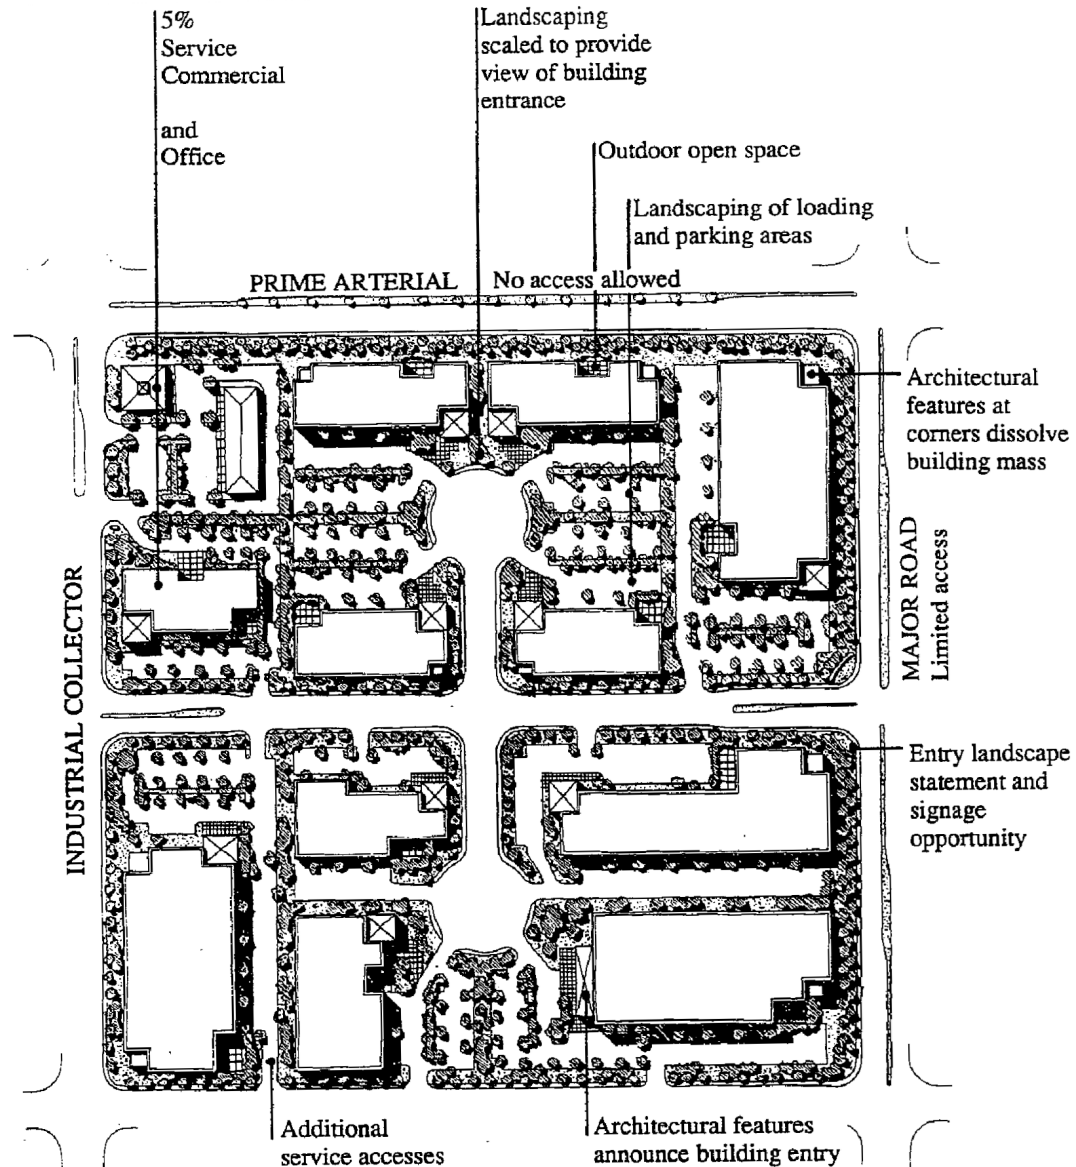 5%
Service
Commercial
and
Office
Landscaping
scaled to provide
view of building
entrance
Outdoor open space
Landscaping of loading
and parking areas
PRIME ARTERIAL No access allowed
Architectural
features at
corners dissolve
building mass
MAJOR ROAD
Limited access
INDUSTRIAL COLLECTOR
Entry landscape
statement and
signage
opportunity
Additional
service accesses
Architectural features
announce building entry